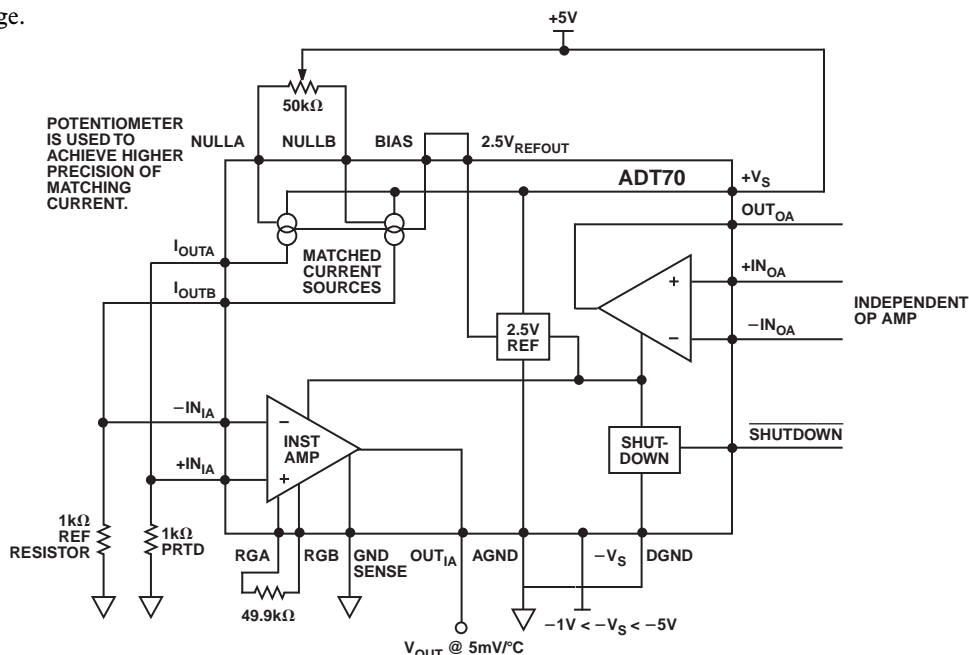 ge.
+5V
50kΩ
POTENTIOMETER
IS USED TO
ACHIEVE HIGHER
PRECISION OF
MATCHING
CURRENT.
NULLA
NULLB
BIAS
2.5VREFOUT
ADT70
+VS
OUTOA
IOUTA
MATCHED
CURRENT
SOURCES
+
+INOA
IOUTB
INDEPENDENT
OP AMP
2.5V
REF
−
−INOA
−INIA
−
INST
AMP
+
SHUT-
DOWN
SHUTDOWN
+INIA
1kΩ
REF
RESISTOR
1kΩ
PRTD
RGA
RGB
GND
SENSE
OUTIA
AGND
−VS
DGND
49.9kΩ
−1V < −VS < −5V
VOUT @ 5mV/°C